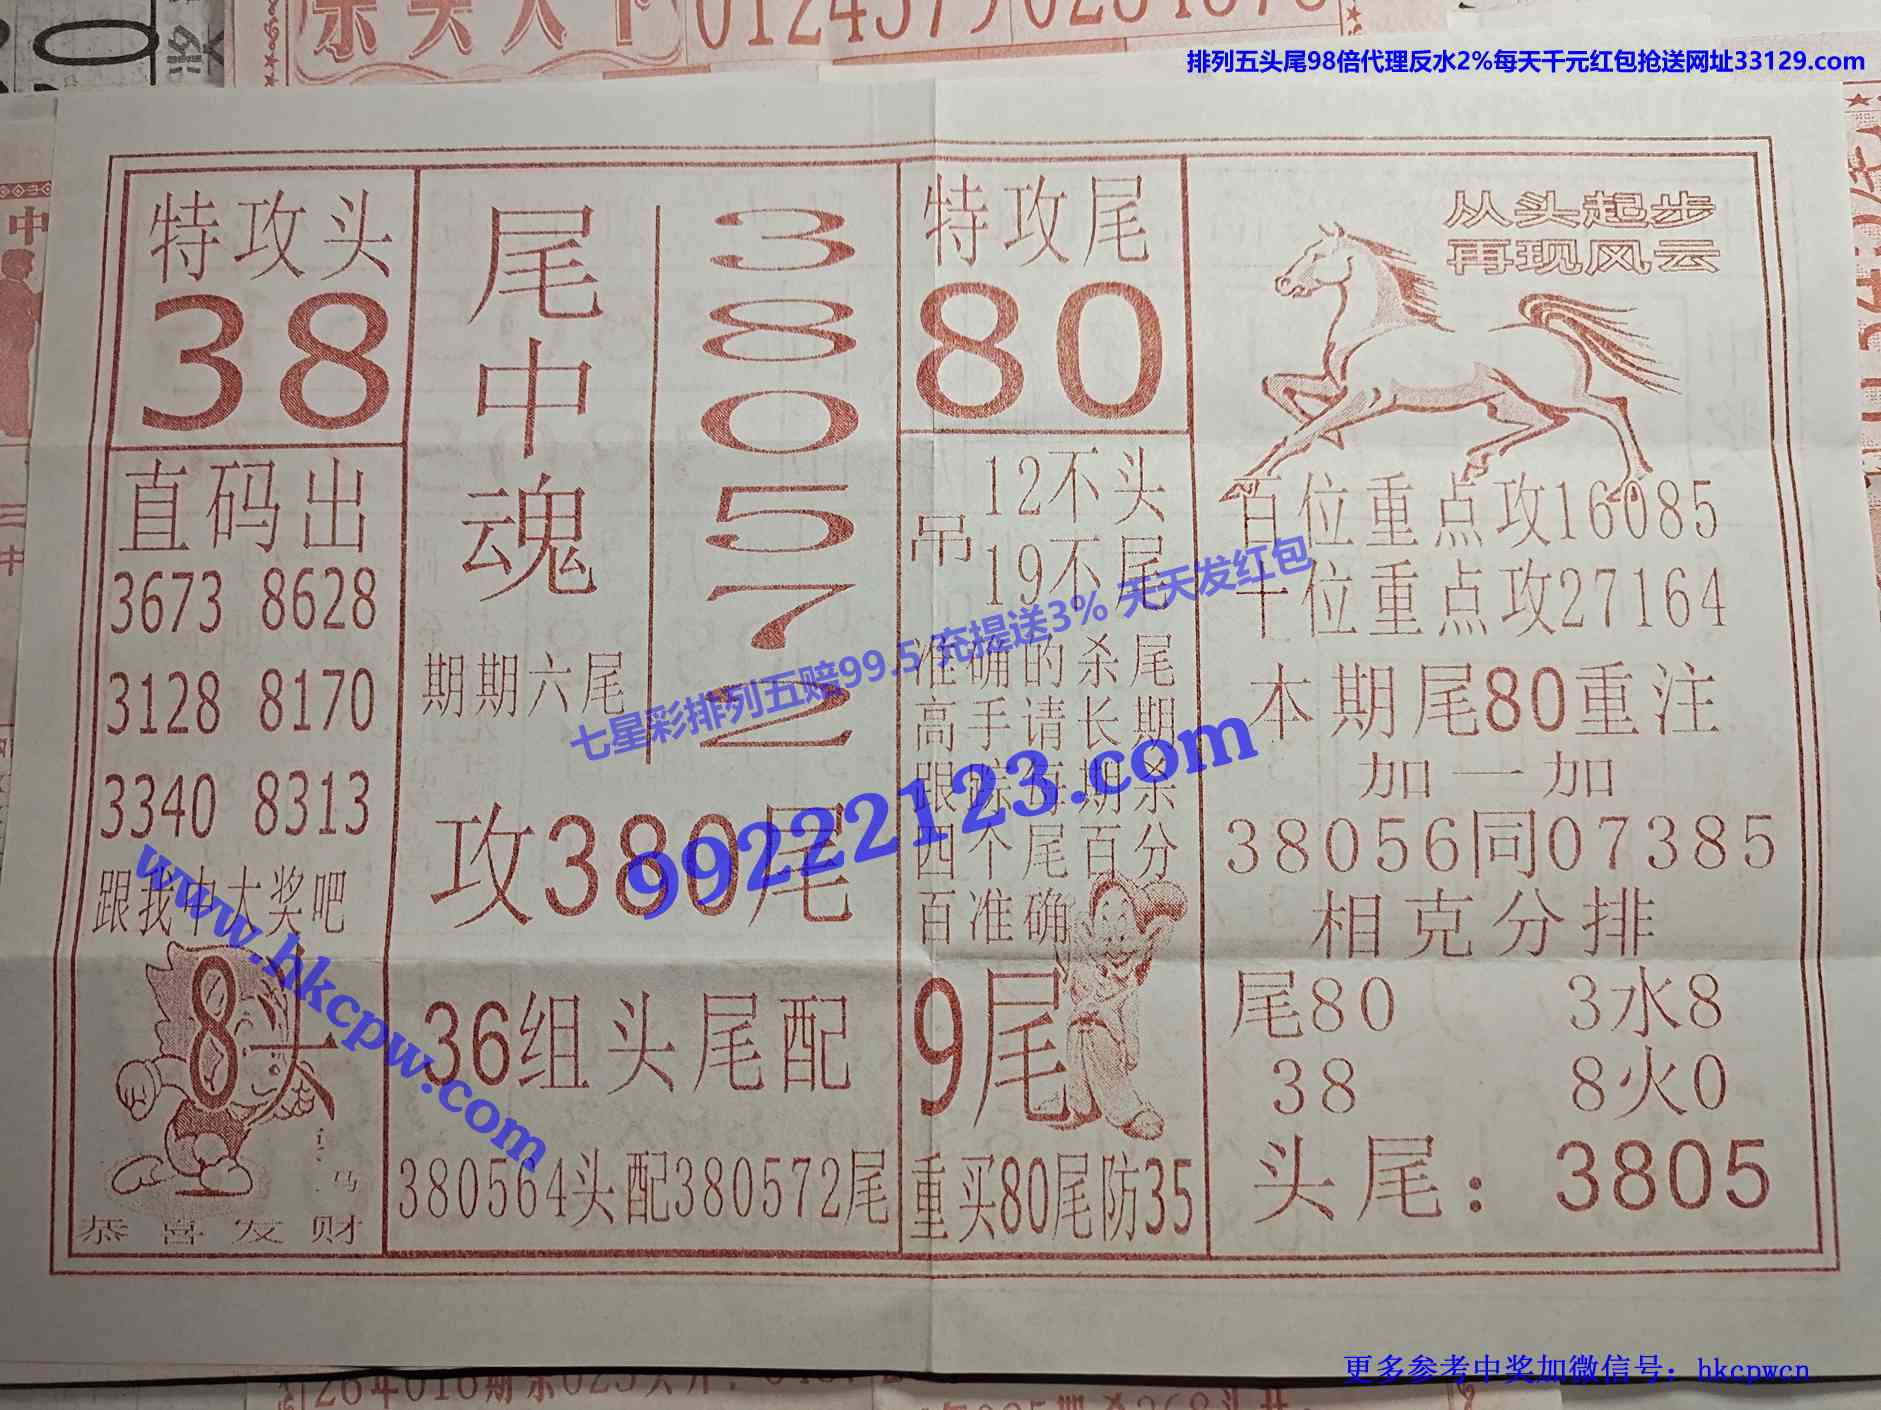 排列五头尾98倍代理反水2%每天千元红包抢送网址33129.com
特攻头
38
直码出
3673 8628
3128 8170
3340 8313
跟我中大奖吧
8头
恭喜发财
尾中魂
380572
期期六尾
攻380尾
36组头尾配
380564头配380572尾
特攻尾
80
吊
12不头
19不尾
准确的杀尾
高手请长期
跟踪每期杀
四个尾百分
百准确
9尾
重买80尾防35
从头起步
再现风云
百位重点攻16085
十位重点攻27164
本期尾80重注
加一加
38056同07385
相克分排
尾80 3水8
38 8火0
头尾：3805
七星彩排列五赔99.5 充提送3% 天天发红包
99222123.com
www.hkcpw.com
更多参考中奖加微信号：hkcpwcn